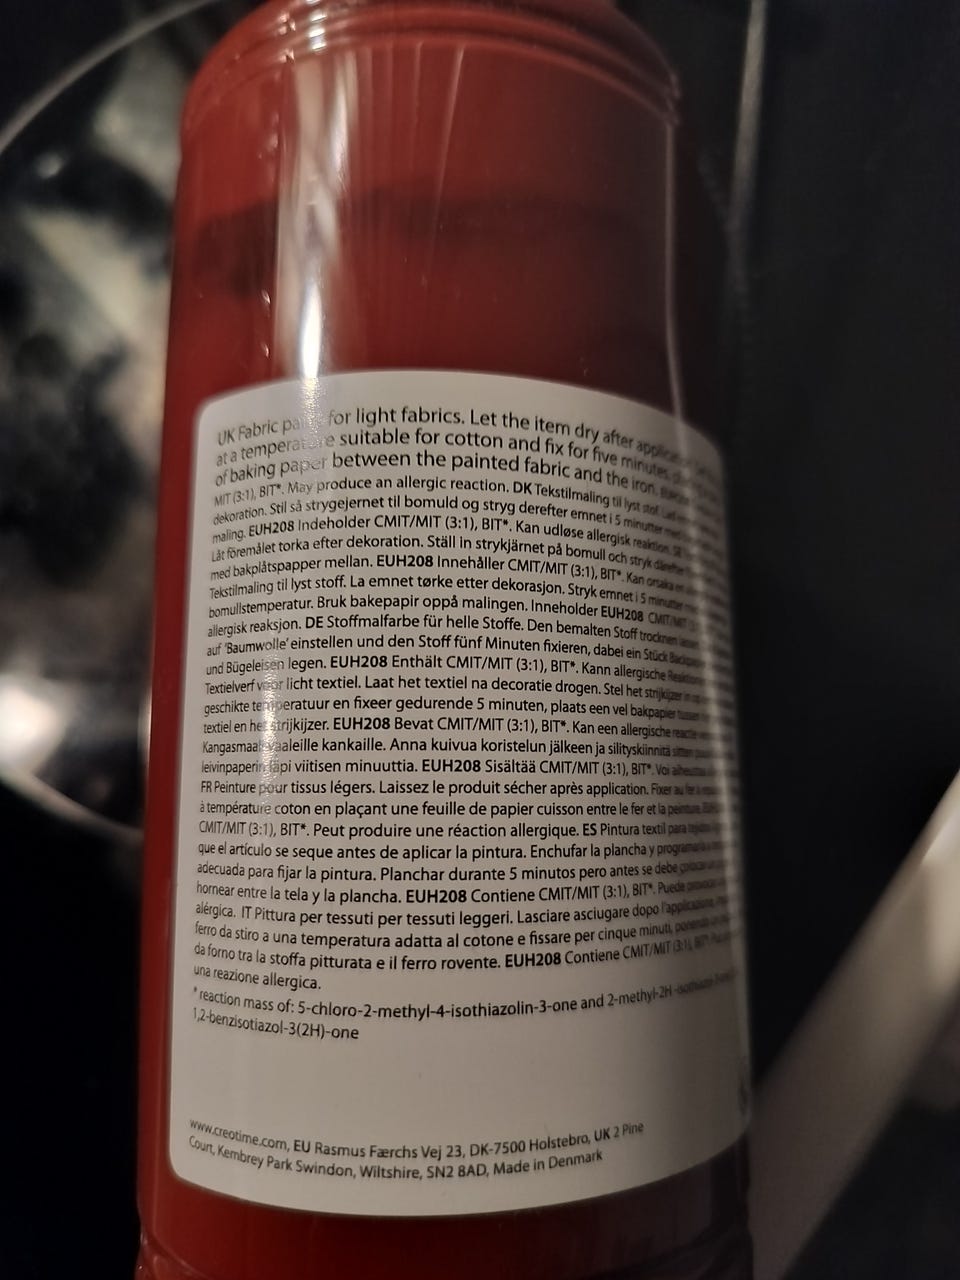 UK Fabric for light fabrics. Let the item dry after
at a temperature suitable for cotton and fix for five minutes
of baking paper between the painted fabric and the iron.
MIT (3:1), BIT*. May produce an allergic reaction. DK Tekstilmaling til lyst stof.
dekoration. Stil så strygejernet til bomuld og stryg derefter emnet i 5 minutter
maling. EUH208 Indeholder CMIT/MIT (3:1), BIT*. Kan udløse allergisk reaktion.
Låt föremålet torka efter dekoration. Ställ in strykjärnet på bomull och stryk
med bakplåtspapper mellan. EUH208 Innehåller CMIT/MIT (3:1), BIT*. Kan orsaka
Tekstilmaling til lyst stoff. La emnet tørke etter dekorasjon. Stryk emnet i 5 minutter
bomullstemperatur. Bruk bakepapir oppå malingen. Inneholder EUH208 CMIT/MIT
allergisk reaksjon. DE Stoffmalfarbe für helle Stoffe. Den bemalten Stoff trocknen
auf 'Baumwolle' einstellen und den Stoff fünf Minuten fixieren, dabei ein Stück
und Bügeleisen legen. EUH208 Enthält CMIT/MIT (3:1), BIT*. Kann allergische
Textielverf voor licht textiel. Laat het textiel na decoratie drogen. Stel het strijkijzer in
geschikte temperatuur en fixeer gedurende 5 minuten, plaats een vel bakpapier tussen
textiel en het strijkijzer. EUH208 Bevat CMIT/MIT (3:1), BIT*. Kan een allergische reactie
kankaille. Anna kuivua koristelun jälkeen ja silityskiinnitä
leivinpaperin läpi viitisen minuuttia. EUH208 Sisältää CMIT/MIT (3:1), BIT*. Voi
FR Peinture pour tissus légers. Laissez le produit sécher après application. Fixer au fer
à température coton en plaçant une feuille de papier cuisson entre le fer et la peinture.
CMIT/MIT (3:1), BIT*. Peut produire une réaction allergique. ES Pintura textil para
que el artículo se seque antes de aplicar la pintura. Enchufar la plancha y
adecuada para fijar la pintura. Planchar durante 5 minutos pero antes se debe colocar
hornear entre la tela y la plancha. EUH208 Contiene CMIT/MIT (3:1), BIT*. Puede
alérgica. IT Pittura per tessuti per tessuti leggeri. Lasciare asciugare dopo l'applicazione.
ferro da stiro a una temperatura adatta al cotone e fissare per cinque minuti,
da forno tra la stoffa pitturata e il ferro rovente. EUH208 Contiene CMIT/MIT (3:1), BIT*.
una reazione allergica.
*reaction mass of: 5-chloro-2-methyl-4-isothiazolin-3-one and 2-methyl-2H
1,2-benzisotiazol-3(2H)-one
www.creotime.com, EU Rasmus Færchs Vej 23, DK-7500 Holstebro, UK 2 Pine
Court, Kembrey Park Swindon, Wiltshire, SN2 8AD, Made in Denmark